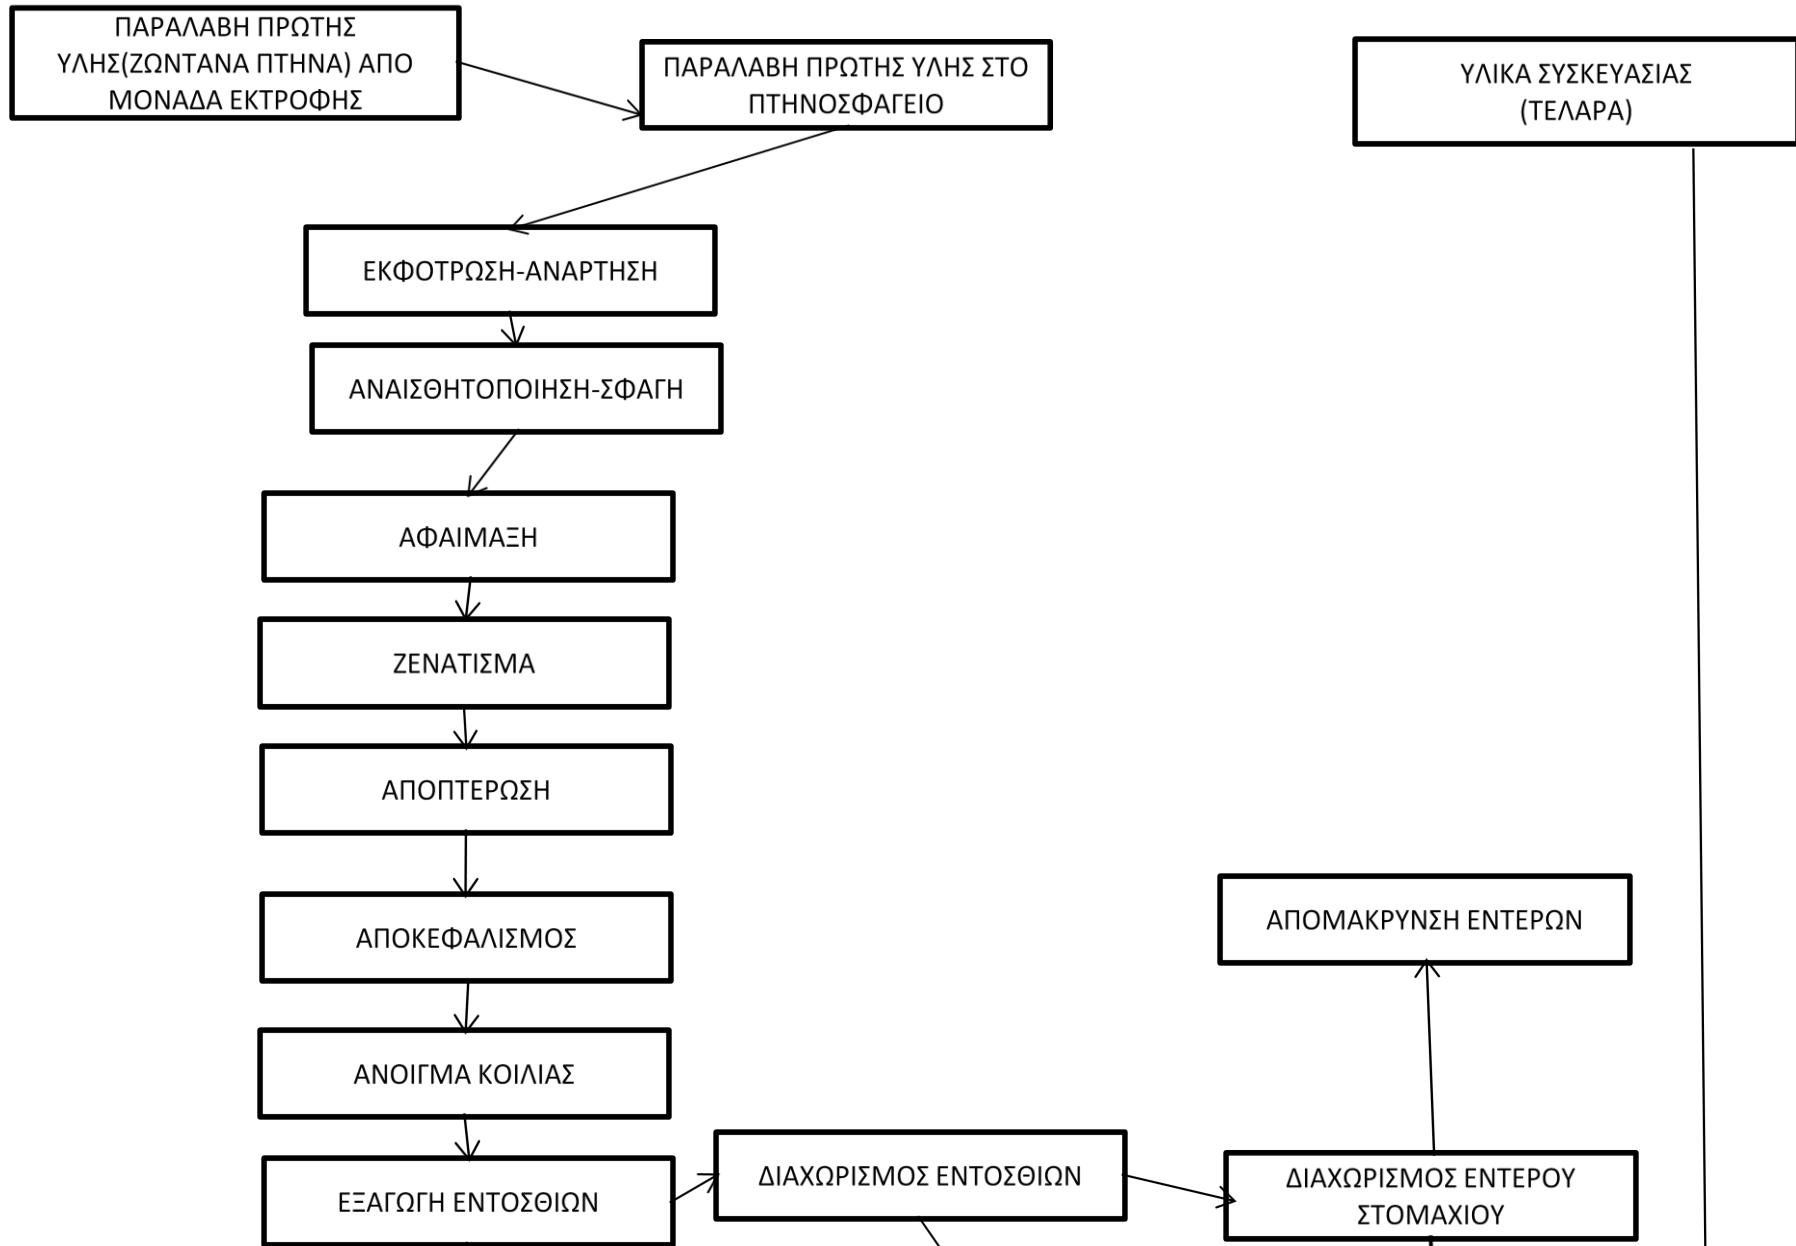 ΠΑΡΑΛΑΒΗ ΠΡΩΤΗΣ
ΥΛΗΣ(ΖΩΝΤΑΝΑ ΠΤΗΝΑ) ΑΠΟ
ΜΟΝΑΔΑ ΕΚΤΡΟΦΗΣ
ΠΑΡΑΛΑΒΗ ΠΡΩΤΗΣ ΥΛΗΣ ΣΤΟ
ΠΤΗΝΟΣΦΑΓΕΙΟ
ΥΛΙΚΑ ΣΥΣΚΕΥΑΣΙΑΣ
(ΤΕΛΑΡΑ)
ΕΚΦΟΤΡΩΣΗ-ΑΝΑΡΤΗΣΗ
ΑΝΑΙΣΘΗΤΟΠΟΙΗΣΗ-ΣΦΑΓΗ
ΑΦΑΙΜΑΞΗ
ΖΕΝΑΤΙΣΜΑ
ΑΠΟΠΤΕΡΩΣΗ
ΑΠΟΚΕΦΑΛΙΣΜΟΣ
ΑΠΟΜΑΚΡΥΝΣΗ ΕΝΤΕΡΩΝ
ΑΝΟΙΓΜΑ ΚΟΙΛΙΑΣ
ΕΞΑΓΩΓΗ ΕΝΤΟΣΘΙΩΝ
ΔΙΑΧΩΡΙΣΜΟΣ ΕΝΤΟΣΘΙΩΝ
ΔΙΑΧΩΡΙΣΜΟΣ ΕΝΤΕΡΟΥ
ΣΤΟΜΑΧΙΟΥ